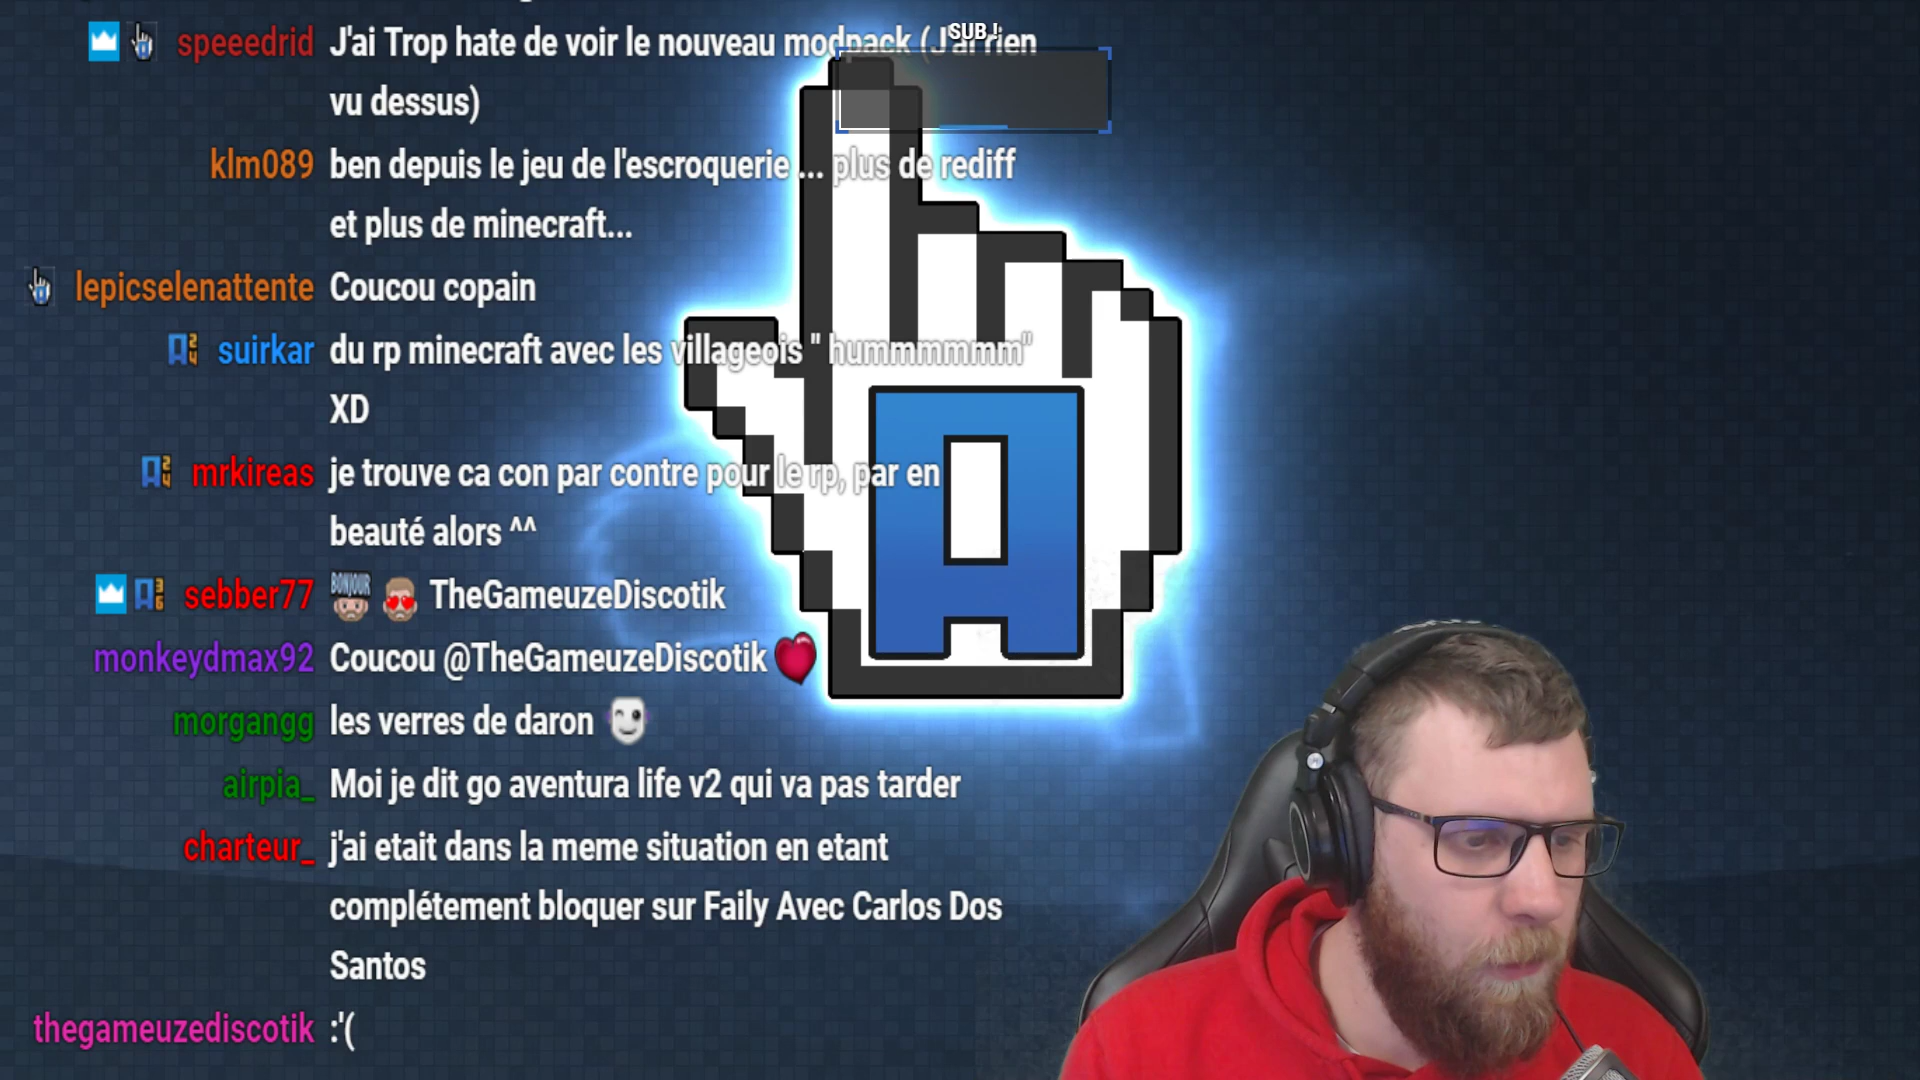 SUB !
speeedrid J'ai Trop hate de voir le nouveau modpack (J'ai rien
vu dessus)
klm089 ben depuis le jeu de l'escroquerie ... plus de rediff
et plus de minecraft...
lepicselenattente Coucou copain
suirkar du rp minecraft avec les villageois " hummmmmm"
XD
mrkireas je trouve ca con par contre pour le rp, par en
beauté alors ^^
sebber77 BONJOUR TheGameuzeDiscotik
monkeydmax92 Coucou @TheGameuzeDiscotik
morgangg les verres de daron
airpia_ Moi je dit go aventura life v2 qui va pas tarder
charteur_ j'ai etait dans la meme situation en etant
complétement bloquer sur Faily Avec Carlos Dos
Santos
thegameuzediscotik :'(
A